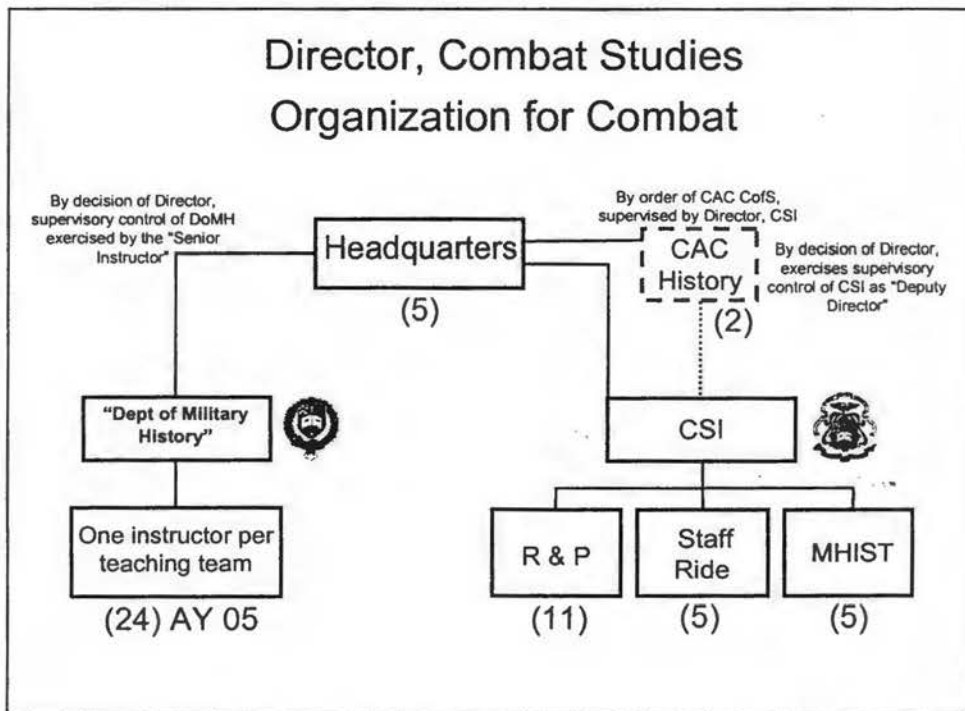 Director, Combat Studies
Organization for Combat
By decision of Director,
supervisory control of DoMH
exercised by the "Senior
Instructor"
Headquarters
(5)
By order of CAC CofS,
supervised by Director, CSI
CAC
History
(2)
By decision of Director,
exercises supervisory
control of CSI as "Deputy
Director"
"Dept of Military
History"
CSI
One instructor per
teaching team
(24) AY 05
R & P
(11)
Staff
Ride
(5)
MHIST
(5)